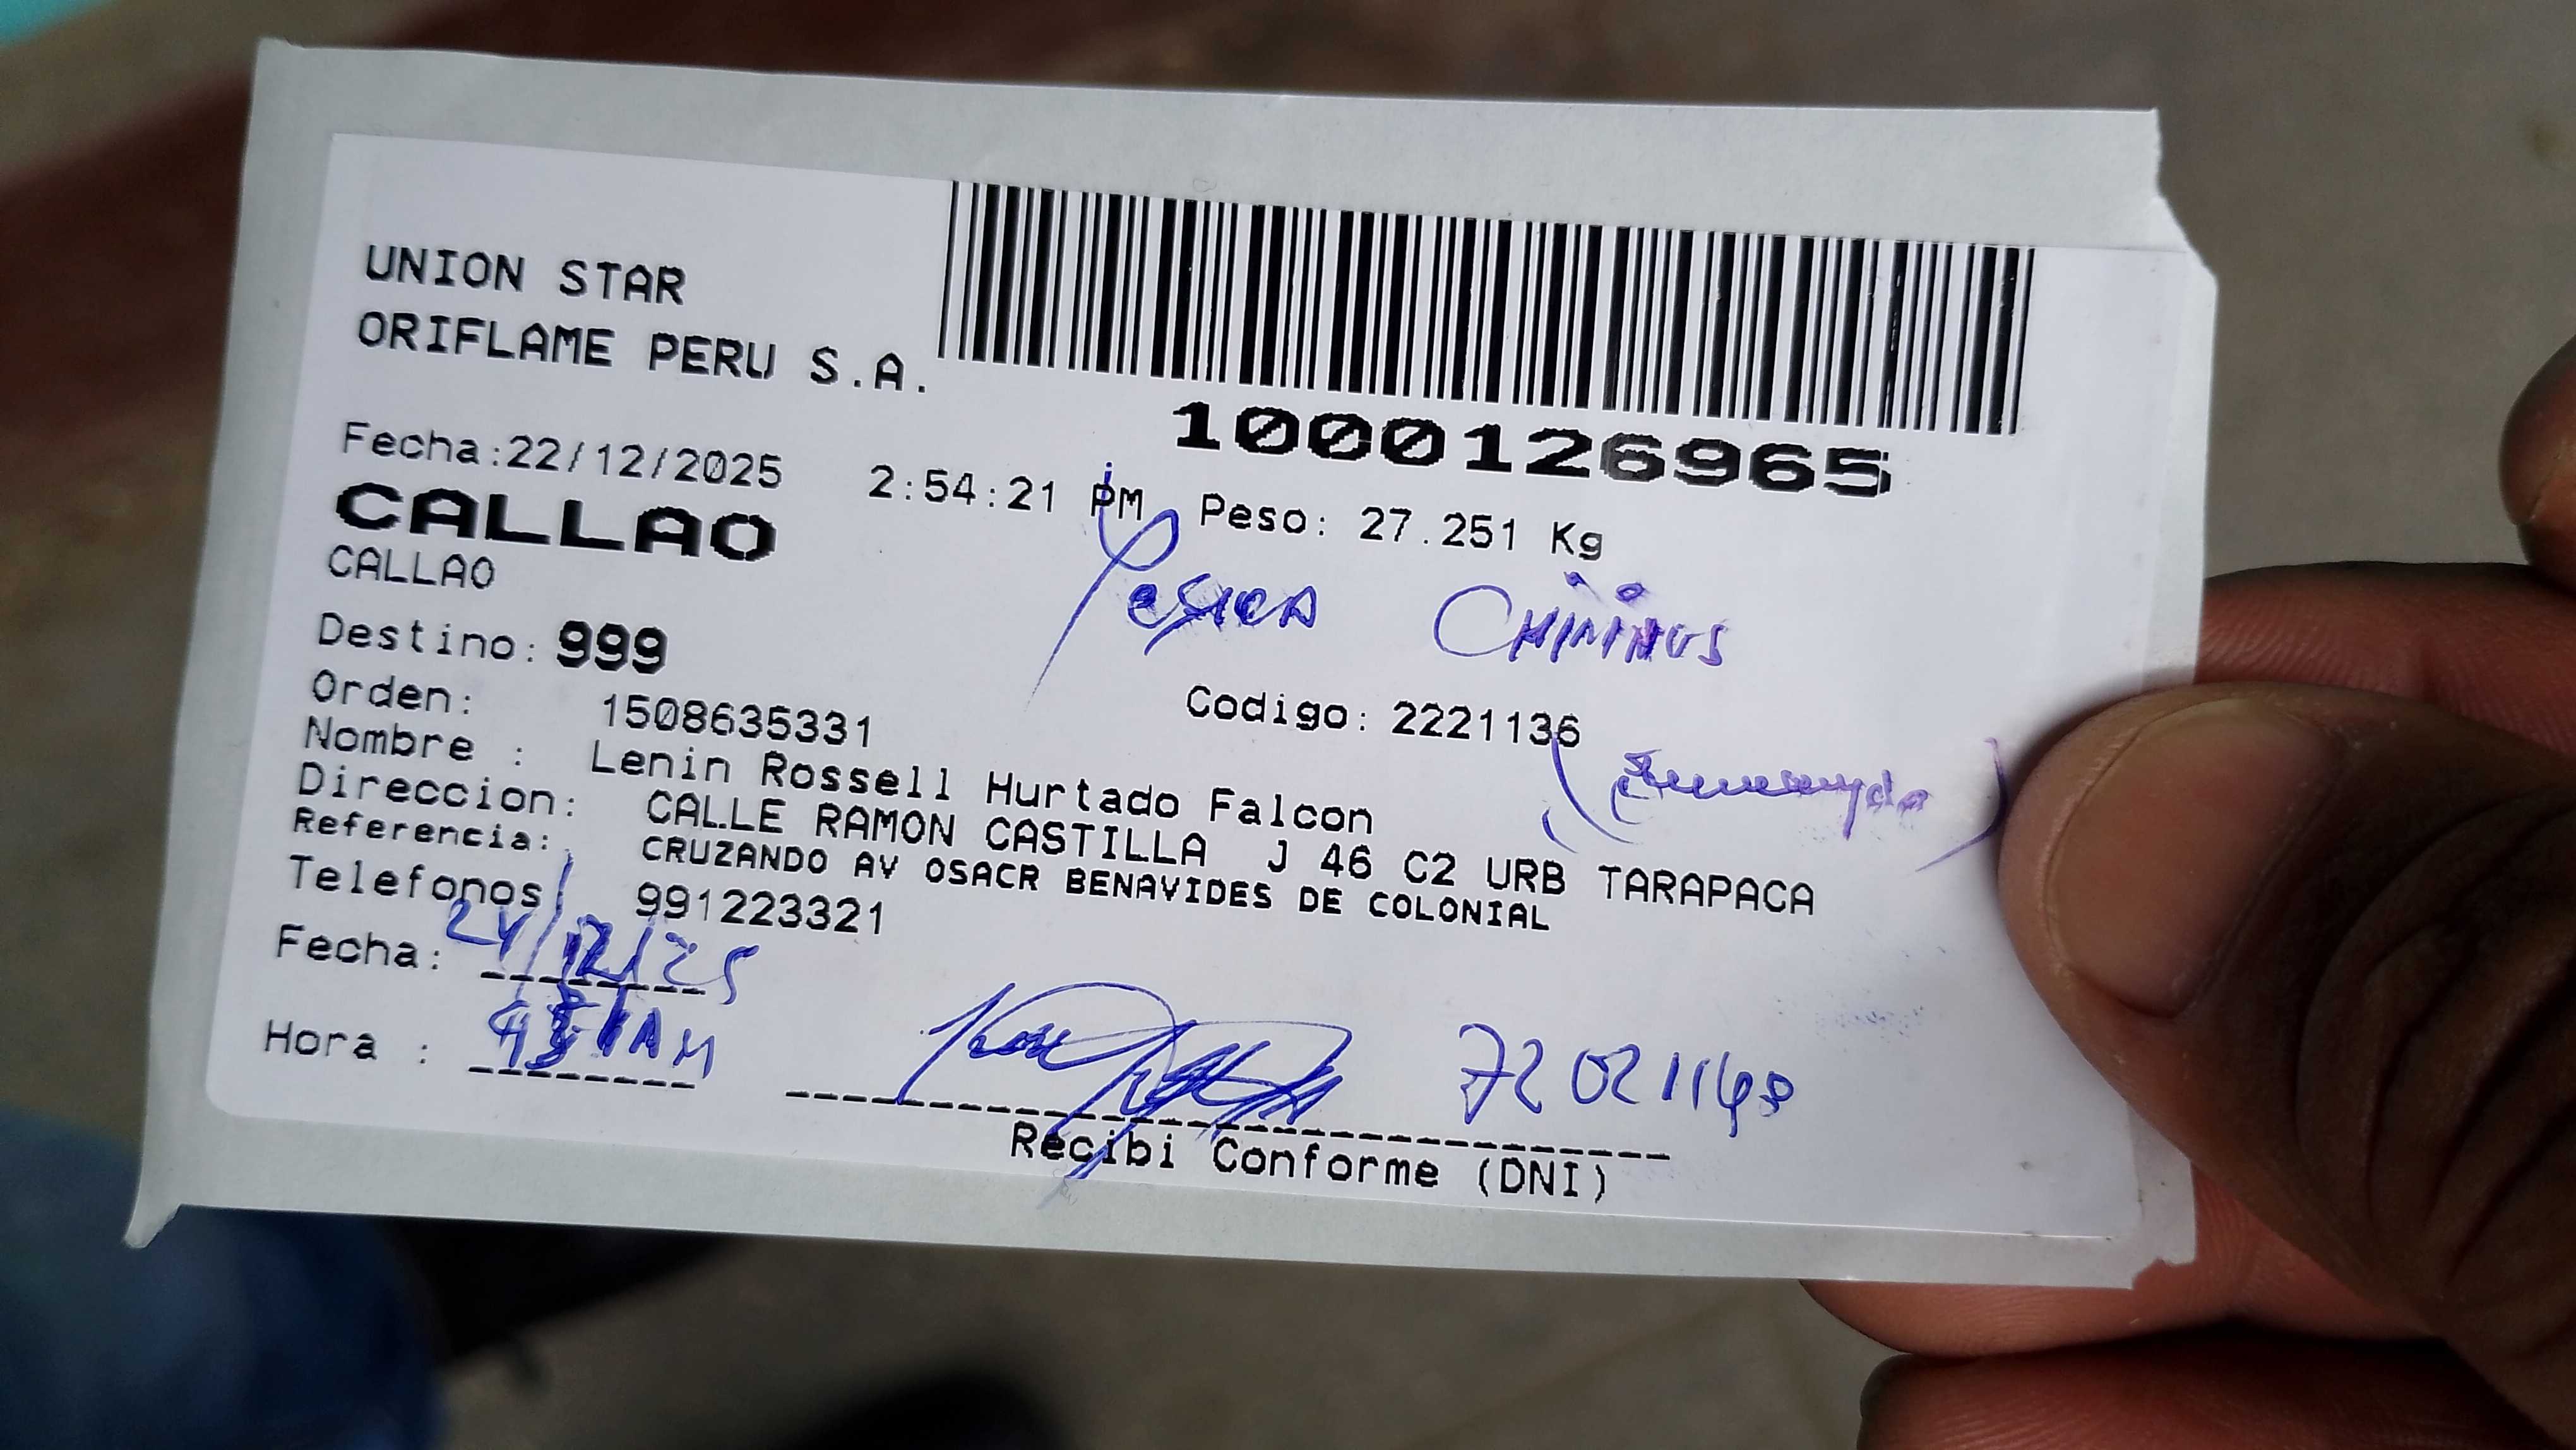 UNION STAR
ORIFLAME PERU S.A.
1000126965
Fecha:22/12/2025 2:54:21 PM Peso: 27.251 Kg
CALLAO
CALLAO
Destino: 999
Orden: 1508635331 Codigo: 2221136
Nombre : Lenin Rossell Hurtado Falcon
Direccion: CALLE RAMON CASTILLA J 46 C2 URB TARAPACA
Referencia: CRUZANDO AV OSACR BENAVIDES DE COLONIAL
Telefonos 991223321
Fecha: 24/12/25
Hora : AM
72021148
Recibi Conforme (DNI)